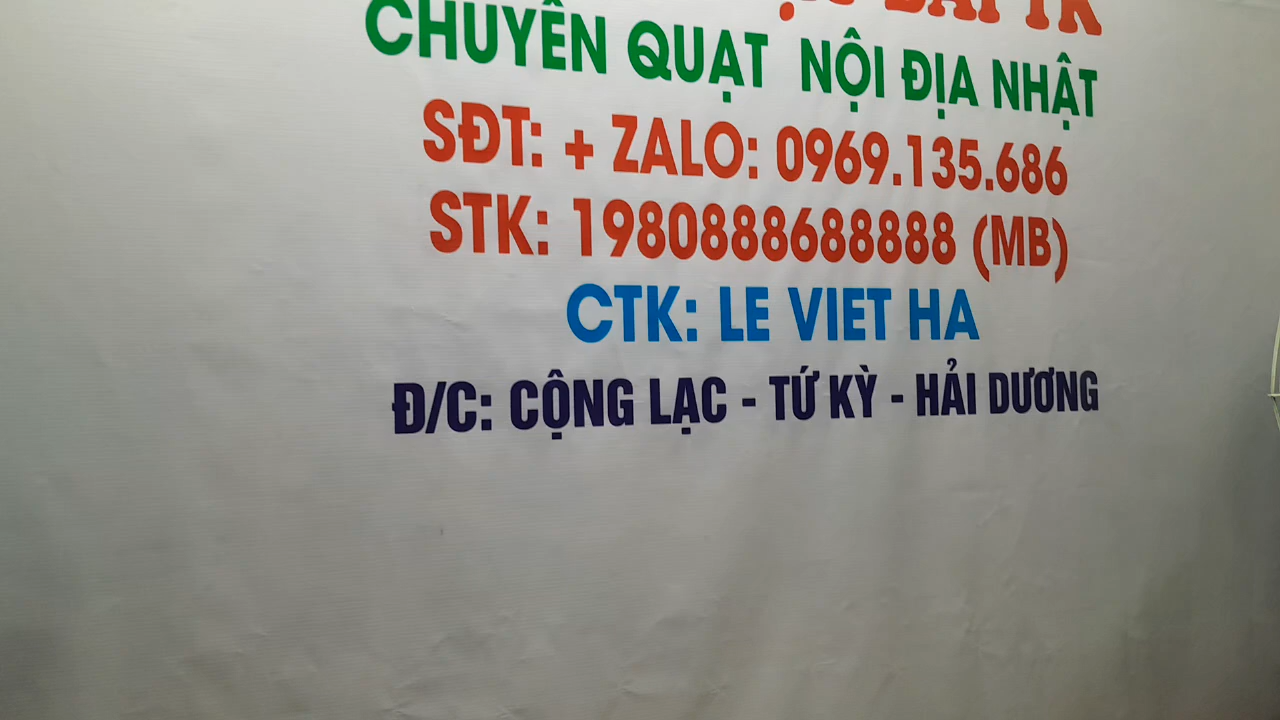 CHUYÊN QUẠT NỘI ĐỊA NHẬT
SĐT: + ZALO: 0969.135.686
STK: 1980888688888 (MB)
CTK: LE VIET HA
Đ/C: CỘNG LẠC - TỨ KỲ - HẢI DƯƠNG